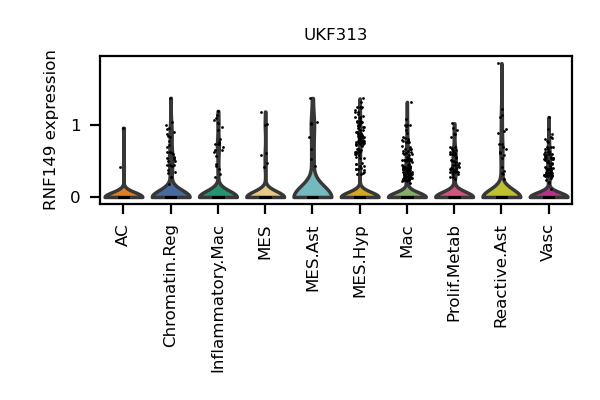 UKF313
RNF149 expression
1
0
AC
Chromatin.Reg
Inflammatory.Mac
MES
MES.Ast
MES.Hyp
Mac
Prolif.Metab
Reactive.Ast
Vasc